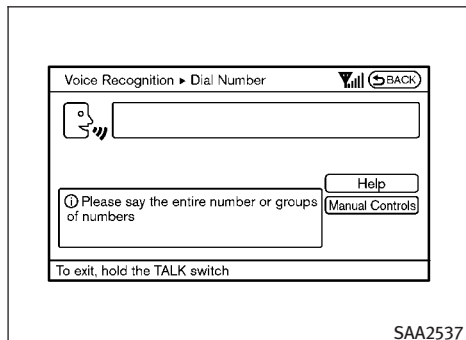 Voice Recognition ▸ Dial Number
BACK
Help
Manual Controls
ⓘ Please say the entire number or groups
of numbers
To exit, hold the TALK switch
SAA2537